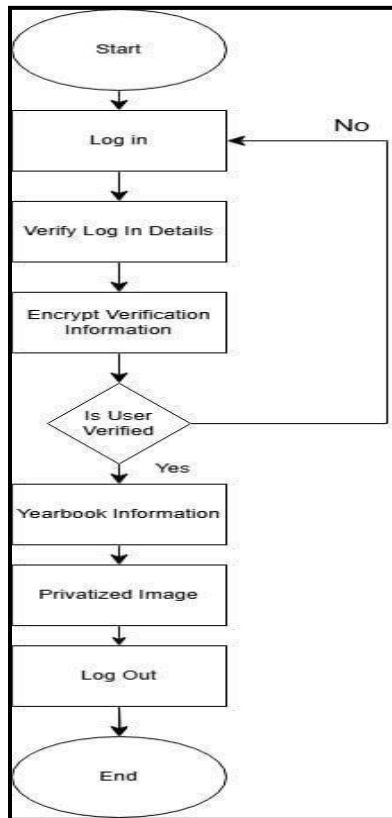 Start
Log in
No
Verify Log In Details
Encrypt Verification
Information
Is User
Verified
Yes
Yearbook Information
Privatized Image
Log Out
End